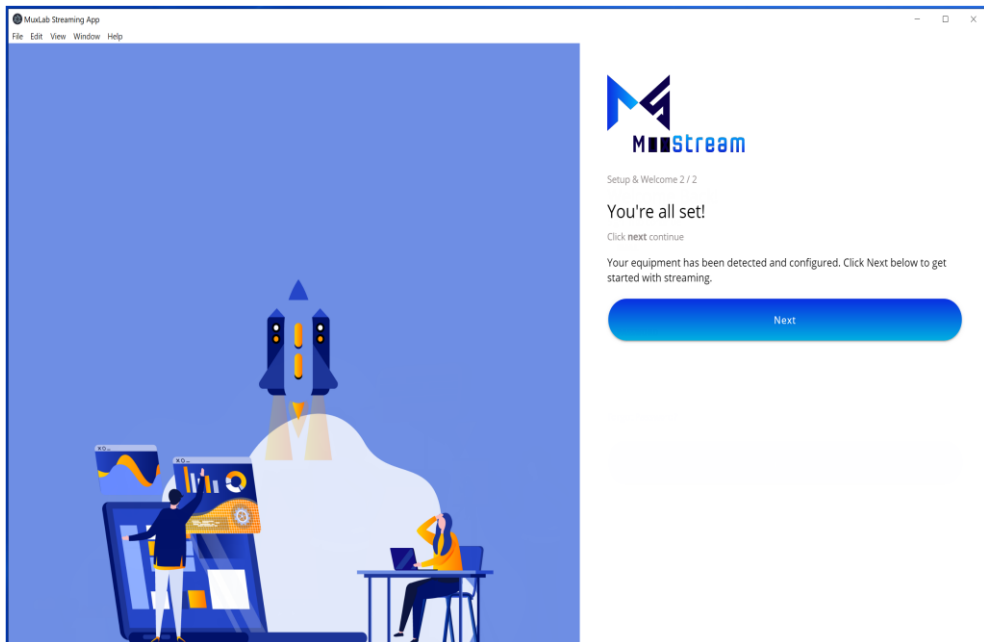 MuxLab Streaming App
File Edit View Window Help
Stream
Setup & Welcome 2 / 2
You're all set!
Click next continue
Your equipment has been detected and configured. Click Next below to get
started with streaming.
Next